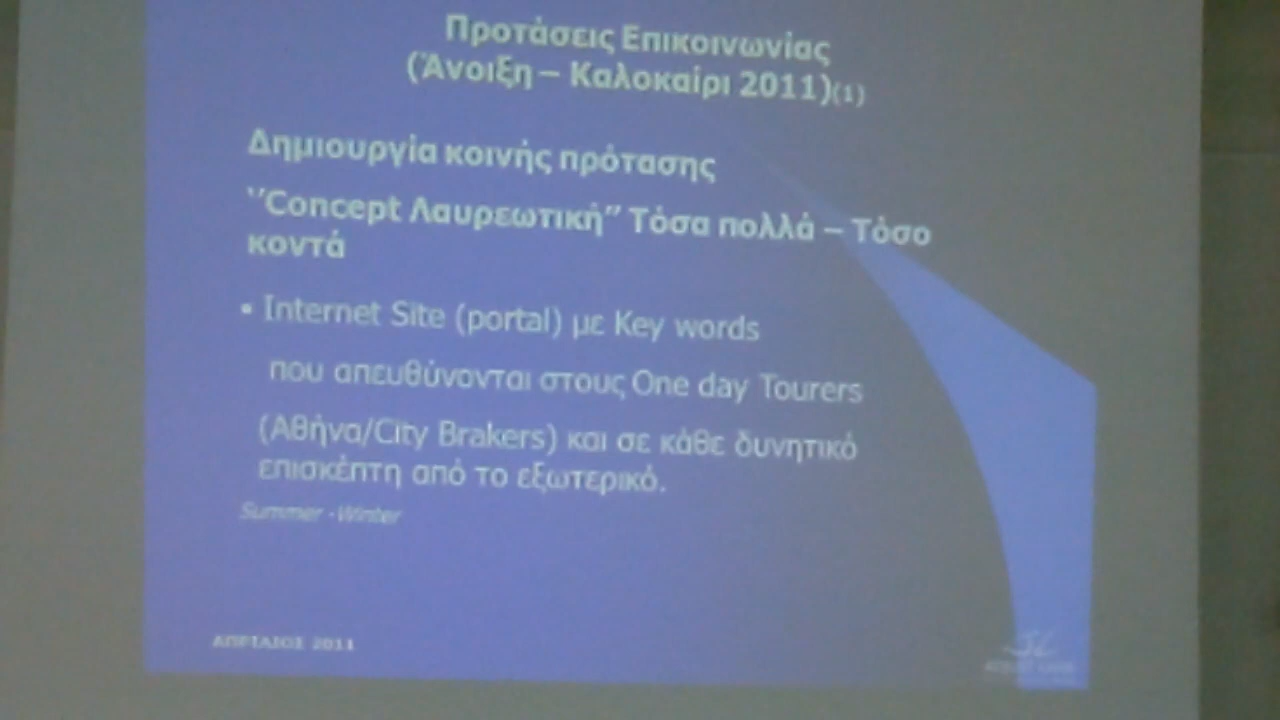 Προτάσεις Επικοινωνίας
(Άνοιξη – Καλοκαίρι 2011)(1)
Δημιουργία κοινής πρότασης
‘‘Concept Λαυρεωτική’’ Τόσα πολλά – Τόσο
κοντά
▪ Internet Site (portal) με Key words
που απευθύνονται στους One day Tourers
(Αθήνα/City Brakers) και σε κάθε δυνητικό
επισκέπτη από το εξωτερικό.
Summer -Winter
ΑΠΡΙΛΙΟΣ 2011